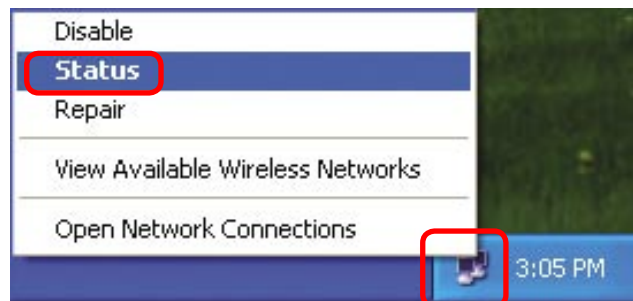 Disable
Status
Repair
View Available Wireless Networks
Open Network Connections
3:05 PM